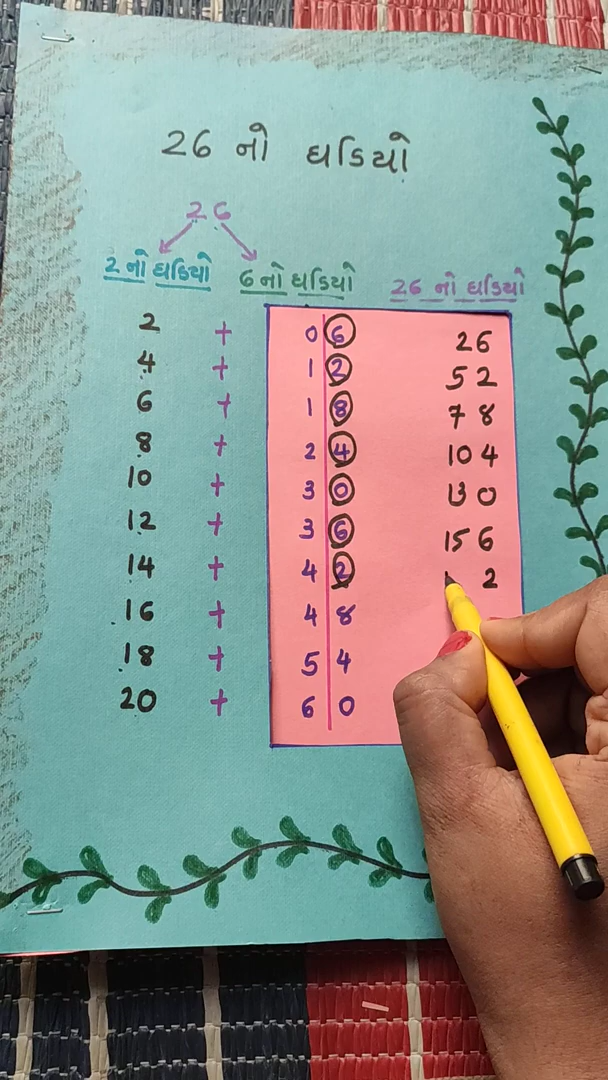 26 નો ઘડિયો
26
2 નો ઘડિયો 6 નો ઘડિયો 26 નો ઘડિયો
2 + 0 6 26
4 + 1 2 52
6 + 1 8 78
8 + 2 4 104
10 + 3 0 130
12 + 3 6 156
14 + 4 2 2
16 + 4 8
18 + 5 4
20 + 6 0